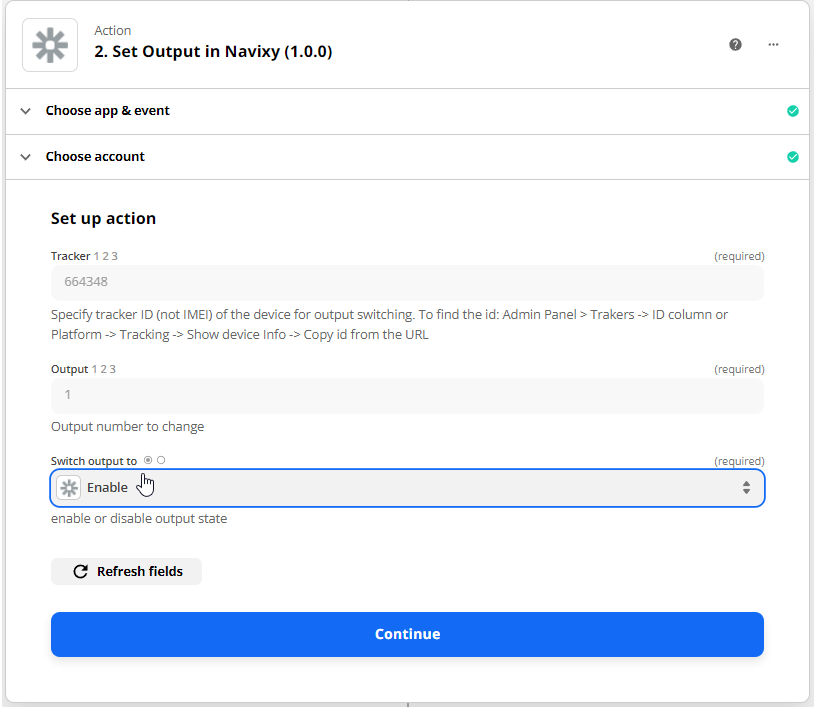 Action
2. Set Output in Navixy (1.0.0)
Choose app & event
Choose account
Set up action
Tracker 1 2 3 (required)
664348
Specify tracker ID (not IMEI) of the device for output switching. To find the id: Admin Panel > Trakers -> ID column or
Platform -> Tracking -> Show device Info -> Copy id from the URL
Output 1 2 3 (required)
1
Output number to change
Switch output to (required)
Enable
enable or disable output state
Refresh fields
Continue